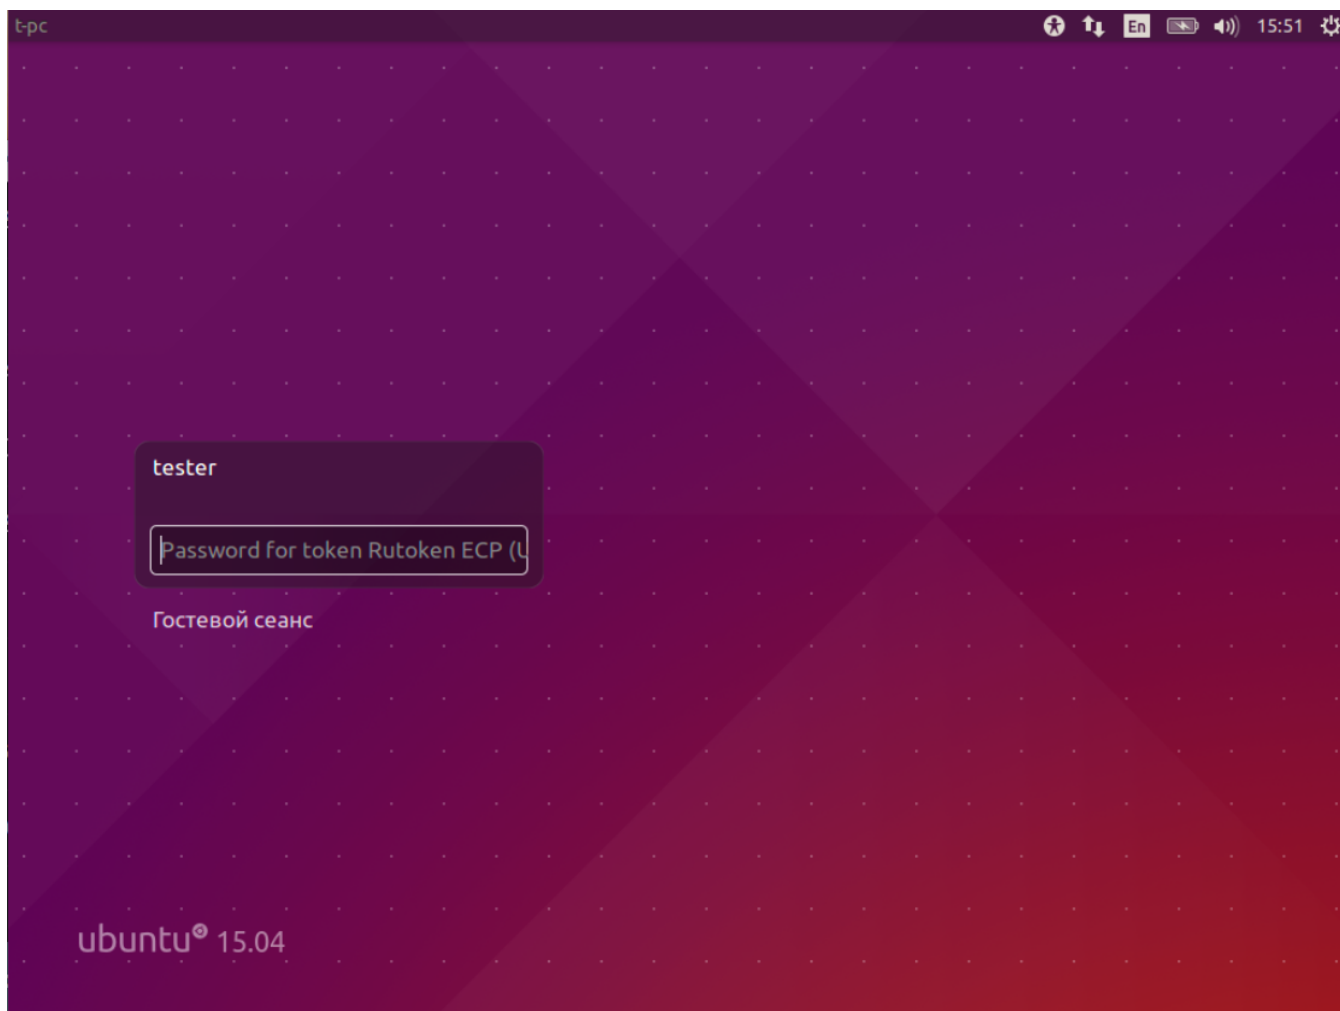 t-pc En 15:51
tester
Password for token Rutoken ECP (U
Гостевой сеанс
ubuntu 15.04